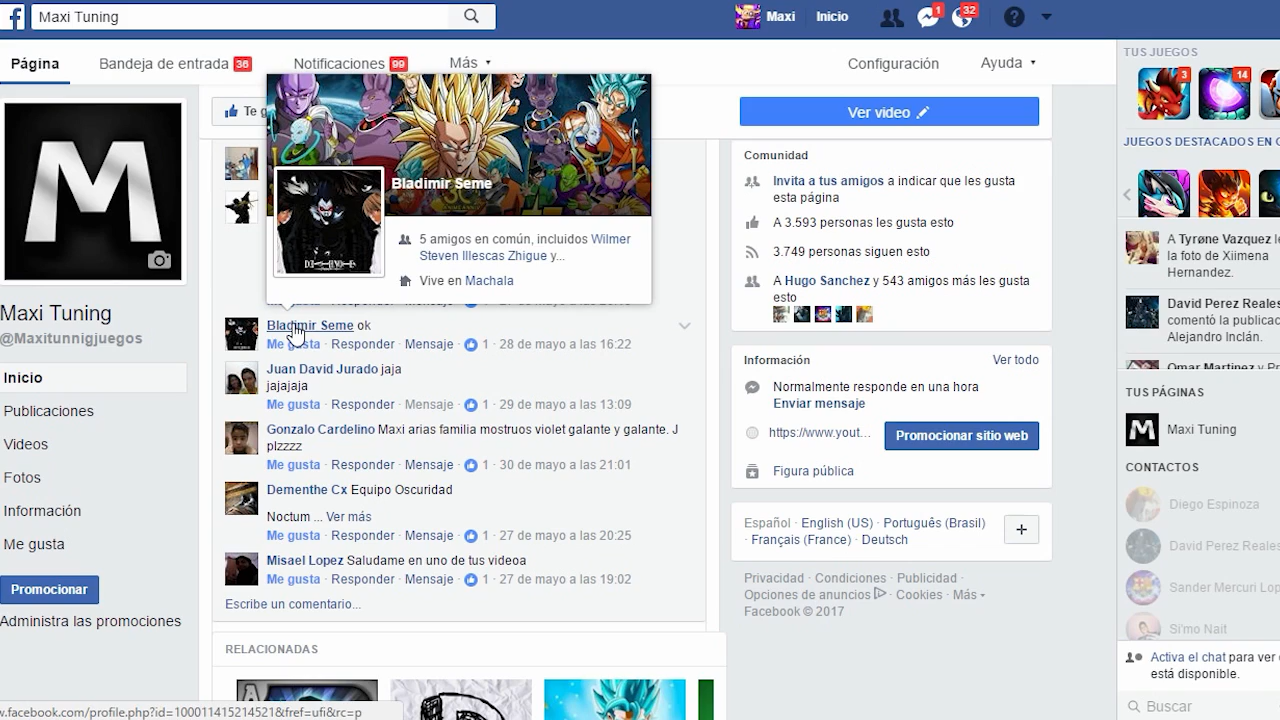 Maxi Tuning
Maxi
Inicio
1
32
Página
Bandeja de entrada 36
Notificaciones 99
Más
Configuración
Ayuda
Te g
Ver video
M
Maxi Tuning
@Maxitunnigjuegos
Inicio
Publicaciones
Videos
Fotos
Información
Me gusta
Promocionar
Administra las promociones
Bladimir Seme
5 amigos en común, incluidos Wilmer
Steven Illescas Zhigue y...
Vive en Machala
Bladimir Seme ok
Me gusta · Responder · Mensaje · 1 · 28 de mayo a las 16:22
Juan David Jurado jaja
jajajaja
Me gusta · Responder · Mensaje · 1 · 29 de mayo a las 13:09
Gonzalo Cardelino Maxi arias familia mostruos violet galante y galante. J
plzzzz
Me gusta · Responder · Mensaje · 1 · 30 de mayo a las 21:01
Dementhe Cx Equipo Oscuridad
Noctum ... Ver más
Me gusta · Responder · Mensaje · 1 · 27 de mayo a las 20:25
Misael Lopez Saludame en uno de tus videoa
Me gusta · Responder · Mensaje · 1 · 27 de mayo a las 19:02
Escribe un comentario...
RELACIONADAS
Comunidad
Invita a tus amigos a indicar que les gusta
esta página
A 3.593 personas les gusta esto
3.749 personas siguen esto
A Hugo Sanchez y 543 amigos más les gusta
esto
Información
Ver todo
Normalmente responde en una hora
Enviar mensaje
https://www.yout...
Promocionar sitio web
Figura pública
Español · English (US) · Português (Brasil)
· Français (France) · Deutsch
+
Privacidad · Condiciones · Publicidad ·
Opciones de anuncios · Cookies · Más
Facebook © 2017
TUS JUEGOS
3
14
JUEGOS DESTACADOS EN
A Tyrøne Vazquez le
la foto de Xiomena
Hernandez.
David Perez Reales
comentó la publicac
Alejandro Inclán.
Omar Martinez y Pr
TUS PÁGINAS
M
Maxi Tuning
CONTACTOS
Diego Espinoza
David Perez Reales
Sander Mercuri Lop
Si'mo Nait
Activa el chat para ver
está disponible.
Buscar
w.facebook.com/profile.php?id=100011415214521&fref=ufi&rc=p